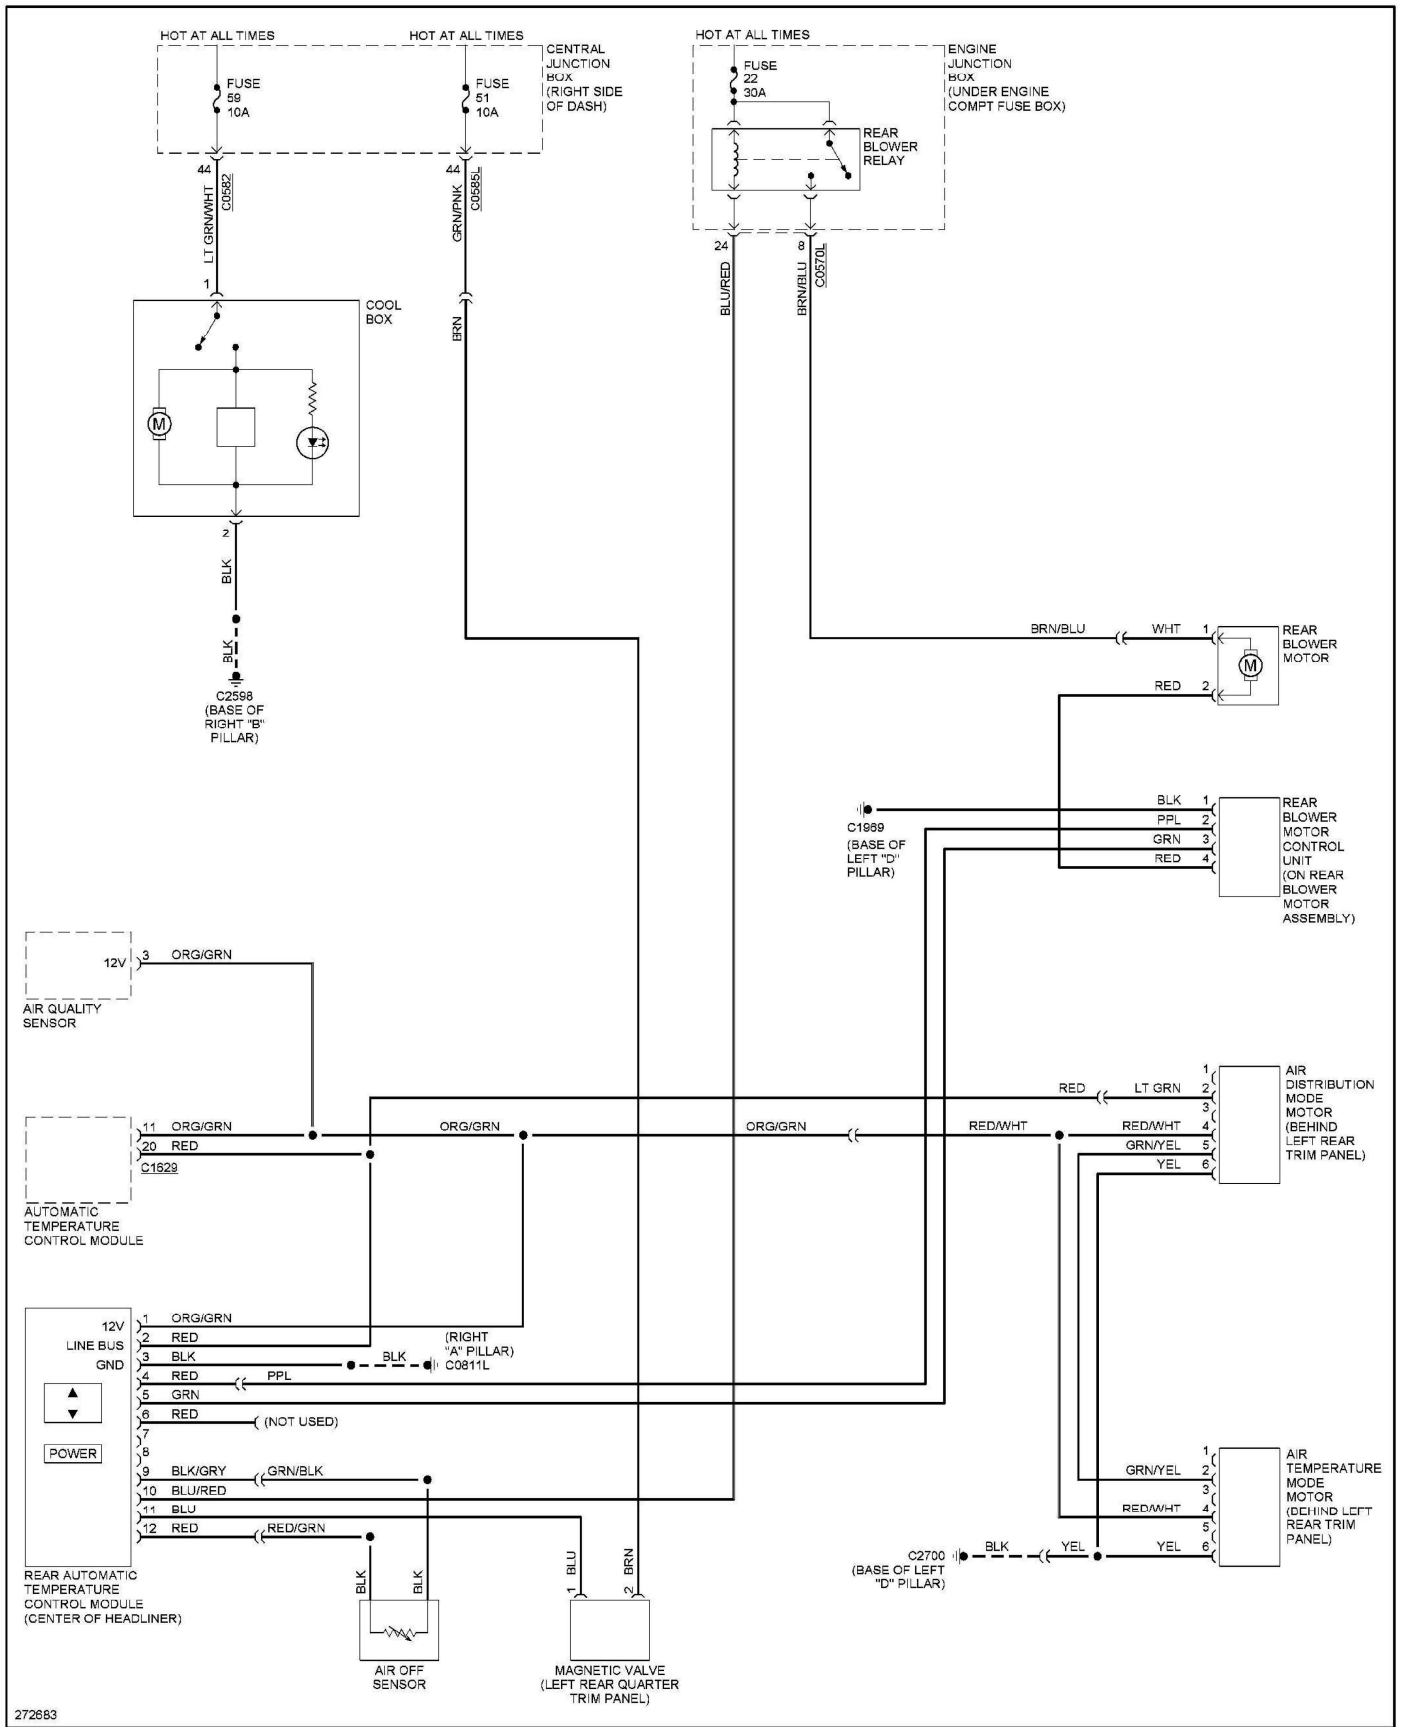 HOT AT ALL TIMES
HOT AT ALL TIMES
HOT AT ALL TIMES
FUSE
59
10A
FUSE
51
10A
CENTRAL
JUNCTION
BOX
(RIGHT SIDE
OF DASH)
FUSE
22
30A
ENGINE
JUNCTION
BOX
(UNDER ENGINE
COMPT FUSE BOX)
REAR
BLOWER
RELAY
44
C0582
LT GRN/WHT
44
C0585L
GRN/PNK
24
8
C0570L
BLU/RED
BRN/BLU
1
COOL
BOX
BRN
M
2
BLK
BLK
C2598
(BASE OF
RIGHT "B"
PILLAR)
BRN/BLU
WHT
1
RED
2
M
REAR
BLOWER
MOTOR
C1969
(BASE OF
LEFT "D"
PILLAR)
BLK 1
PPL 2
GRN 3
RED 4
REAR
BLOWER
MOTOR
CONTROL
UNIT
(ON REAR
BLOWER
MOTOR
ASSEMBLY)
12V
3
ORG/GRN
AIR QUALITY
SENSOR
11 ORG/GRN
20 RED
C1629
ORG/GRN
ORG/GRN
RED/WHT
AUTOMATIC
TEMPERATURE
CONTROL MODULE
RED
1
LT GRN 2
3
RED/WHT 4
GRN/YEL 5
YEL 6
AIR
DISTRIBUTION
MODE
MOTOR
(BEHIND
LEFT REAR
TRIM PANEL)
12V 1 ORG/GRN
LINE BUS 2 RED
GND 3 BLK
BLK
(RIGHT
"A" PILLAR)
C0811L
4 RED PPL
5 GRN
6 RED (NOT USED)
7
8
POWER
9 BLK/GRY GRN/BLK
10 BLU/RED
11 BLU
12 RED RED/GRN
REAR AUTOMATIC
TEMPERATURE
CONTROL MODULE
(CENTER OF HEADLINER)
BLK
BLK
AIR OFF
SENSOR
1 BLU
2 BRN
MAGNETIC VALVE
(LEFT REAR QUARTER
TRIM PANEL)
C2700
(BASE OF LEFT
"D" PILLAR)
BLK
YEL
1
GRN/YEL 2
3
RED/WHT 4
5
YEL 6
AIR
TEMPERATURE
MODE
MOTOR
(BEHIND LEFT
REAR TRIM
PANEL)
272683